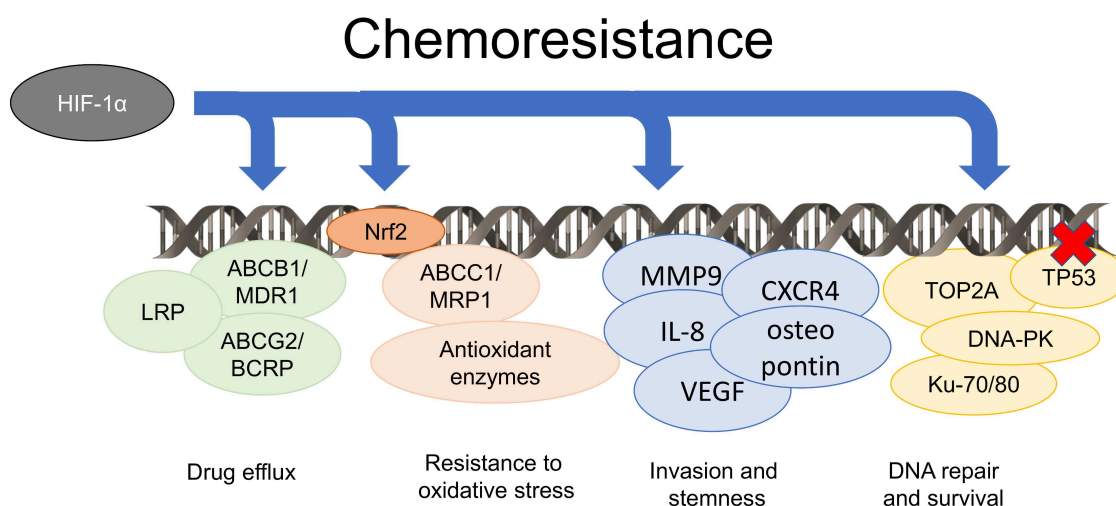 Chemoresistance
HIF-1α
Nrf2
LRP
ABCB1/
MDR1
ABCG2/
BCRP
ABCC1/
MRP1
Antioxidant
enzymes
MMP9
CXCR4
IL-8
osteo
pontin
VEGF
TOP2A
TP53
DNA-PK
Ku-70/80
Drug efflux
Resistance to
oxidative stress
Invasion and
stemness
DNA repair
and survival